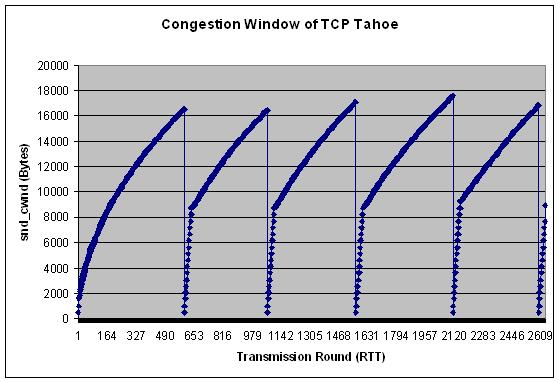 Congestion Window of TCP Tahoe
20000
18000
16000
14000
12000
10000
8000
6000
4000
2000
0
snd_cwnd (Bytes)
1 164 327 490 653 816 979 1142 1305 1468 1631 1794 1957 2120 2283 2446 2609
Transmission Round (RTT)